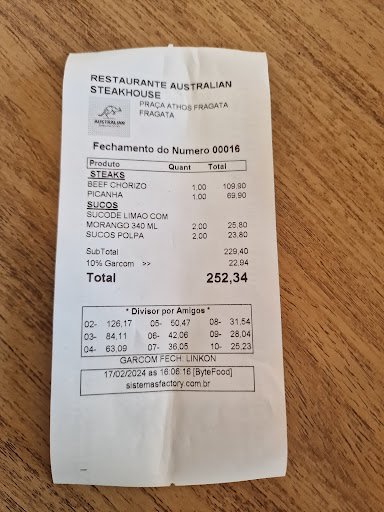 RESTAURANTE AUSTRALIAN
STEAKHOUSE
AUSTRALIAN
PRAÇA ATHOS FRAGATA
FRAGATA
Fechamento do Numero 00016
Produto Quant Total
STEAKS
BEEF CHORIZO 1,00 109,90
PICANHA 1,00 69,90
SUCOS
SUCODE LIMAO COM
MORANGO 340 ML 2,00 25,80
SUCOS POLPA 2,00 23,80
SubTotal 229,40
10% Garcom >> 22,94
Total 252,34
* Divisor por Amigos *
02- 126,17 05- 50,47 08- 31,54
03- 84,11 06- 42,06 09- 28,04
04- 63,09 07- 36,05 10- 25,23
GARCOM FECH: LINKON
17/02/2024 as 16:06:16 [ByteFood]
sistemasfactory.com.br